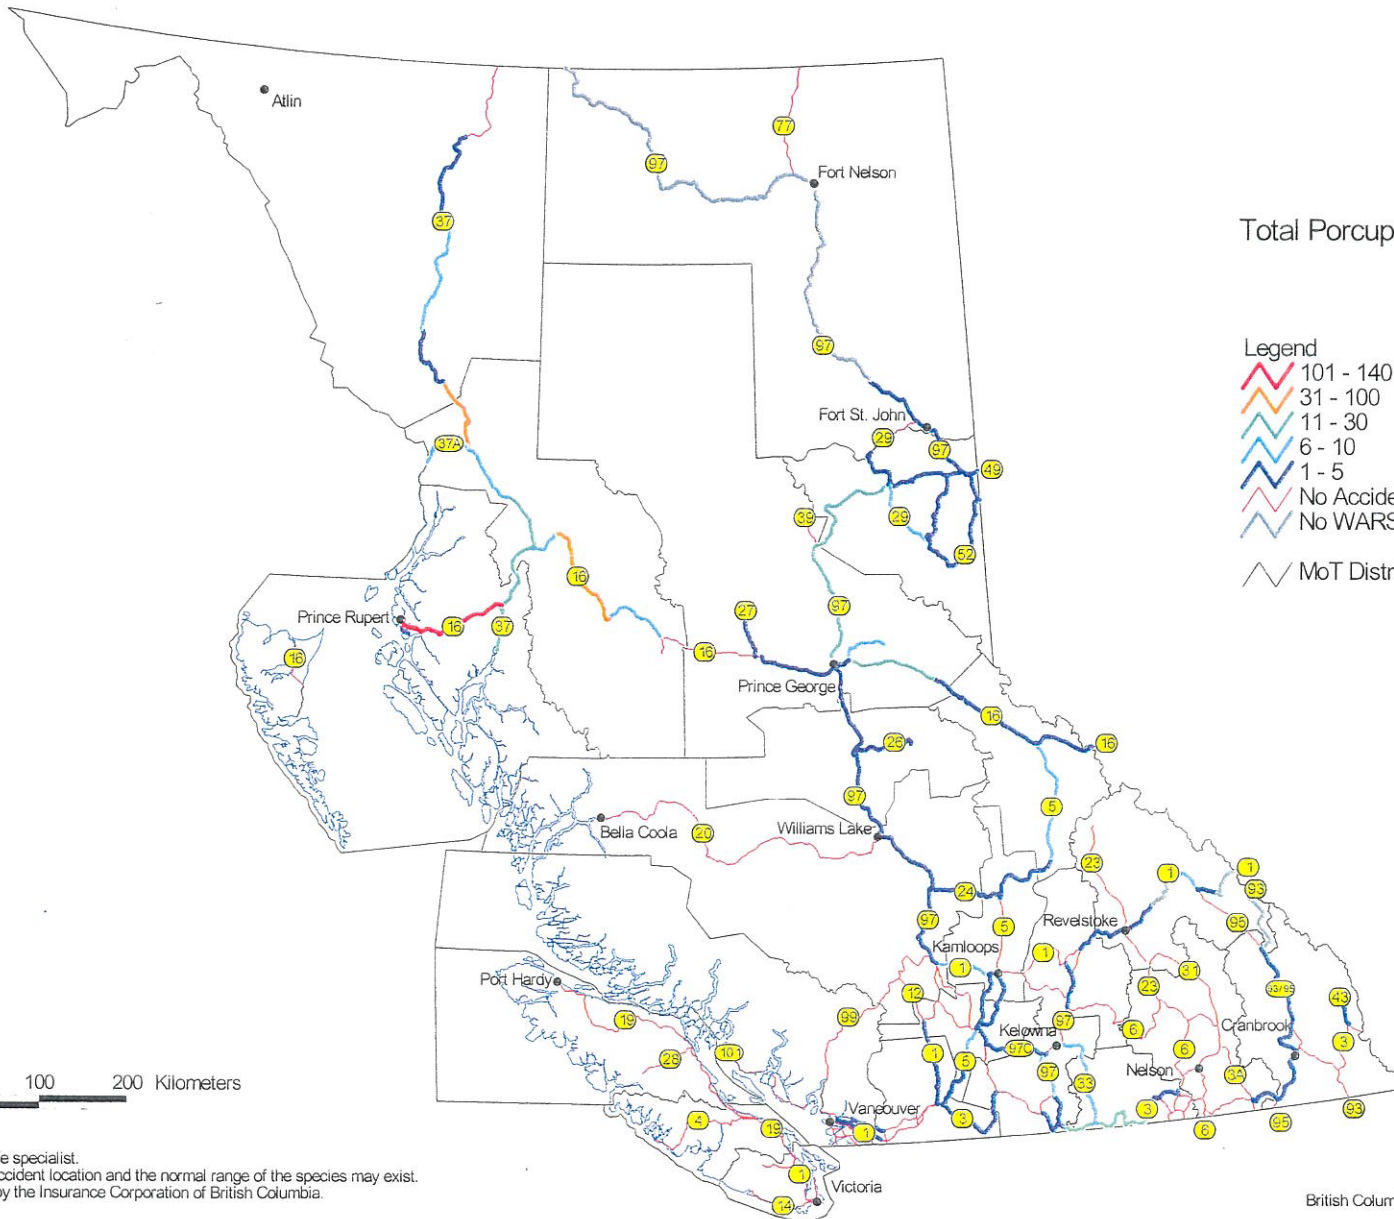 Atlin
77
97
Fort Nelson
37
Total Porcup
97
Legend
101 - 140
31 - 100
11 - 30
6 - 10
1 - 5
No Accide
No WARS
MoT Distr
Fort St. John
29
97
37A
49
39
29
52
16
27
97
Prince Rupert
16
37
16
16
Prince George
16
16
26
97
5
Bella Coola
20
Williams Lake
23
1
1
93
24
97
5
Revelstoke
95
Kamloops
1
1
Port Hardy
12
31
23
93/95
43
19
99
97
6
Cranbrook
Kelowna
28
101
1
5
97C
97
33
6
Nelson
3A
3
100 200 Kilometers
4
19
Vancouver
1
3
3
6
95
93
e specialist.
ccident location and the normal range of the species may exist.
by the Insurance Corporation of British Columbia.
1
14
Victoria
British Colum